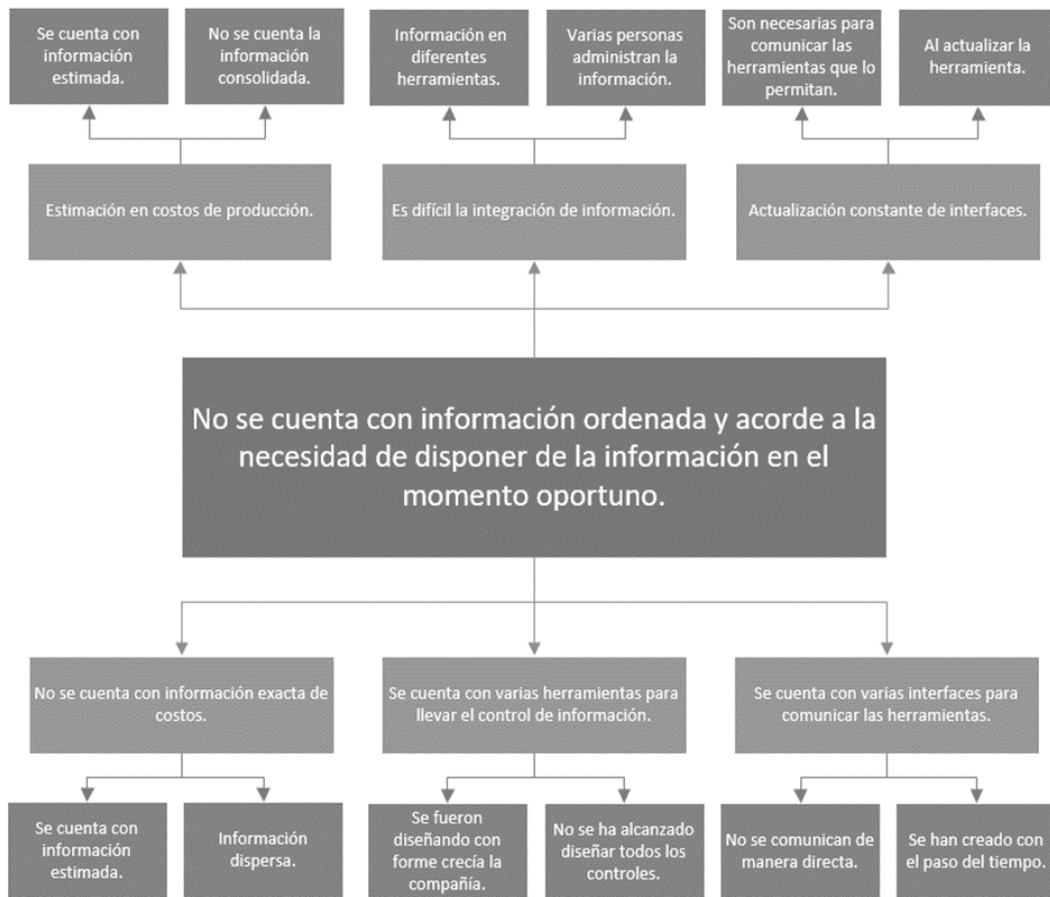 Se cuenta con
información
estimada.
No se cuenta la
información
consolidada.
Información en
diferentes
herramientas.
Varias personas
administran la
información.
Son necesarias para
comunicar las
herramientas que lo
permitan.
Al actualizar la
herramienta.
Estimación en costos de producción.
Es difícil la integración de información.
Actualización constante de interfaces.
No se cuenta con información ordenada y acorde a la
necesidad de disponer de la información en el
momento oportuno.
No se cuenta con información exacta de
costos.
Se cuenta con varias herramientas para
llevar el control de información.
Se cuenta con varias interfaces para
comunicar las herramientas.
Se cuenta con
información
estimada.
Información
dispersa.
Se fueron
diseñando con
forme crecía la
compañía.
No se ha alcanzado
diseñar todos los
controles.
No se comunican de
manera directa.
Se han creado con
el paso del tiempo.